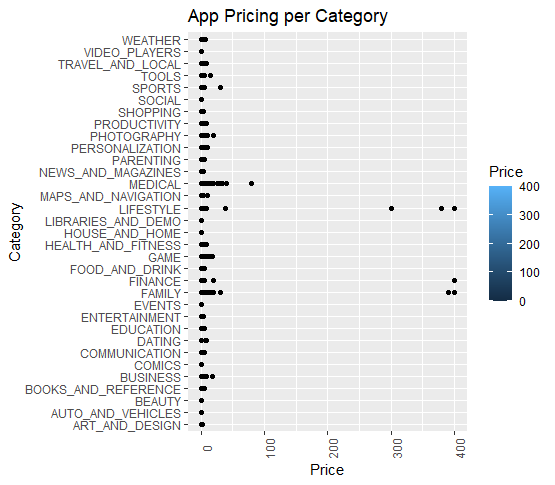 App Pricing per Category
WEATHER
VIDEO_PLAYERS
TRAVEL_AND_LOCAL
TOOLS
SPORTS
SOCIAL
SHOPPING
PRODUCTIVITY
PHOTOGRAPHY
PERSONALIZATION
PARENTING
NEWS_AND_MAGAZINES
MEDICAL
MAPS_AND_NAVIGATION
LIFESTYLE
LIBRARIES_AND_DEMO
HOUSE_AND_HOME
HEALTH_AND_FITNESS
GAME
FOOD_AND_DRINK
FINANCE
FAMILY
EVENTS
ENTERTAINMENT
EDUCATION
DATING
COMMUNICATION
COMICS
BUSINESS
BOOKS_AND_REFERENCE
BEAUTY
AUTO_AND_VEHICLES
ART_AND_DESIGN
Category
0 100 200 300 400
Price
Price
400
300
200
100
0